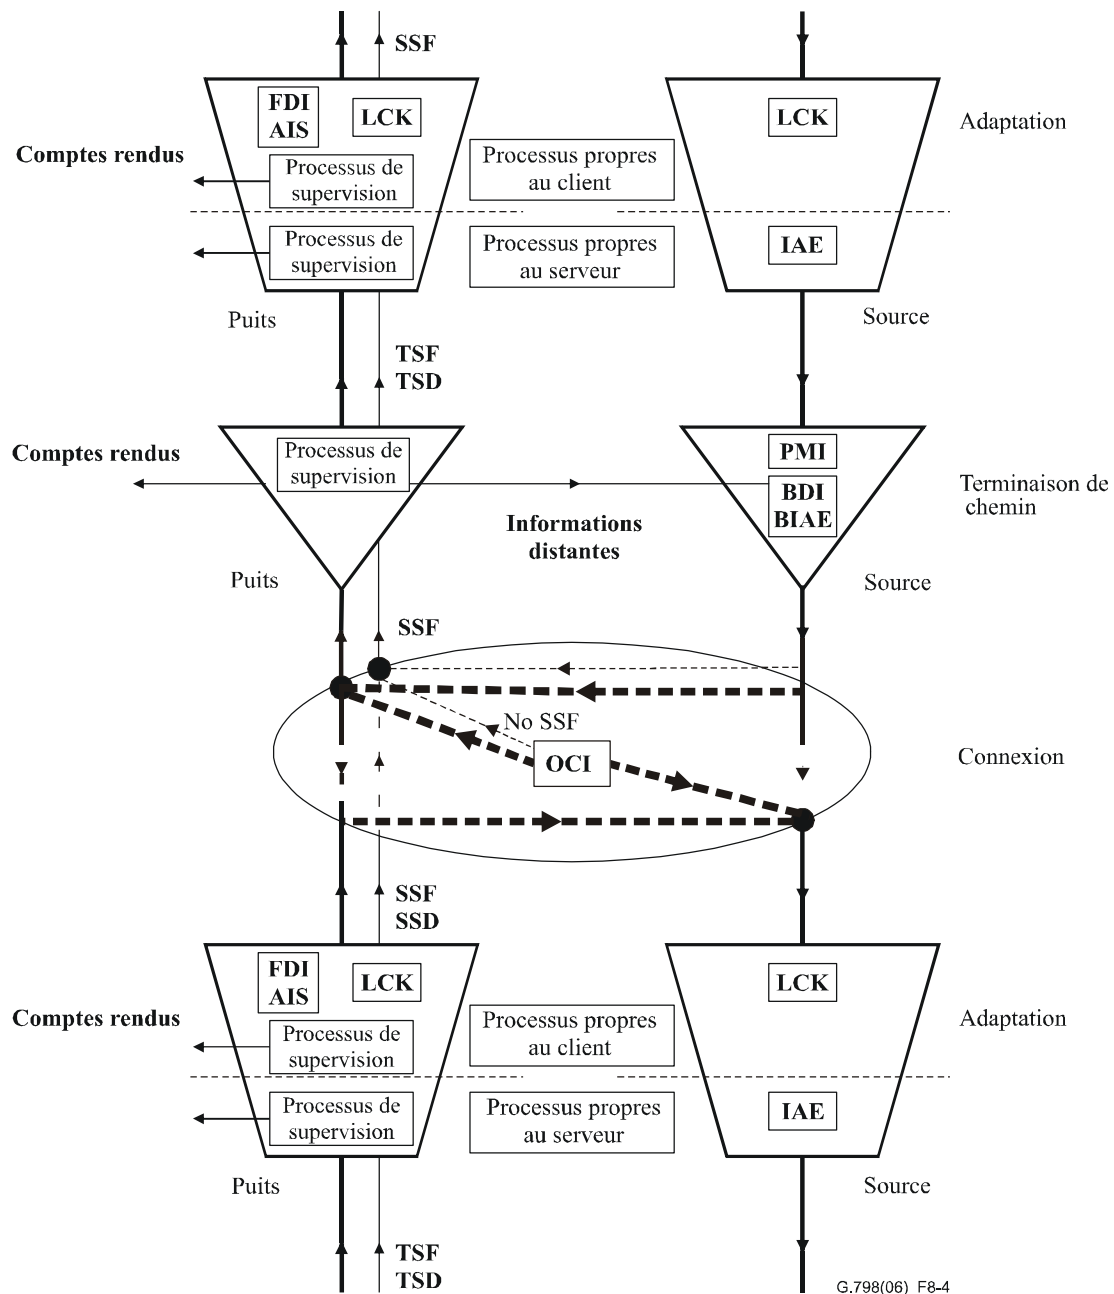 SSF
FDI
AIS
LCK
LCK
Adaptation
Comptes rendus
Processus de
supervision
Processus propres
au client
Processus de
supervision
Processus propres
au serveur
IAE
Puits
Source
TSF
TSD
Comptes rendus
Processus de
supervision
PMI
BDI
BIAE
Terminaison de
chemin
Informations
distantes
Puits
Source
SSF
No SSF
OCI
Connexion
SSF
SSD
FDI
AIS
LCK
LCK
Comptes rendus
Processus de
supervision
Processus propres
au client
Adaptation
Processus de
supervision
Processus propres
au serveur
IAE
Puits
Source
TSF
TSD
G.798(06)_F8-4